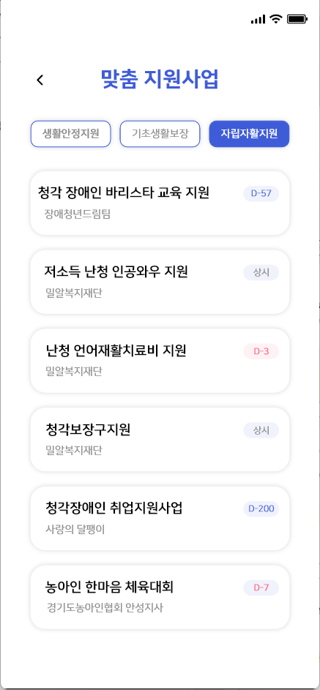 맞춤 지원사업
생활안정지원 기초생활보장 자립자활지원
청각 장애인 바리스타 교육 지원 D-57
장애청년드림팀
저소득 난청 인공와우 지원 상시
밀알복지재단
난청 언어재활치료비 지원 D-3
밀알복지재단
청각보장구지원 상시
밀알복지재단
청각장애인 취업지원사업 D-200
사랑의 달팽이
농아인 한마음 체육대회 D-7
경기도농아인협회 안성지사